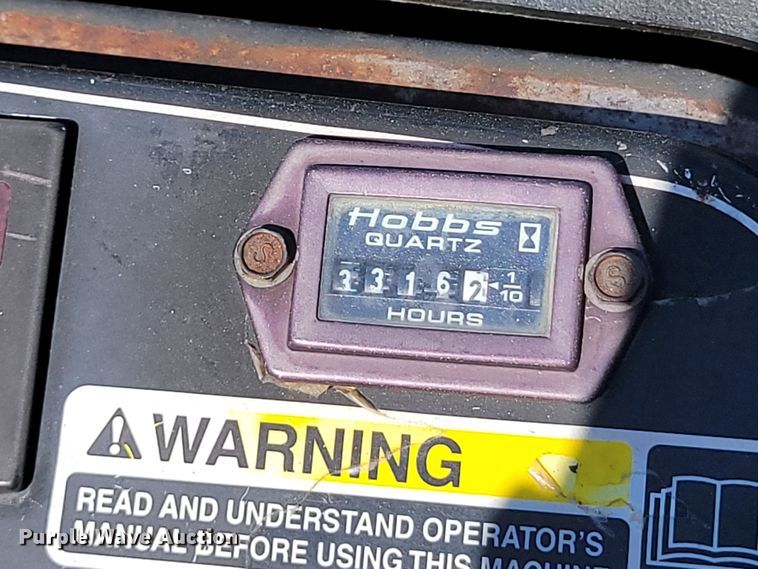 Hobbs
QUARTZ
3 3 1 6 2 1/10
HOURS
S
S
WARNING
READ AND UNDERSTAND OPERATOR'S
MANUAL BEFORE USING THIS MACHINE
Purple Wave Auction